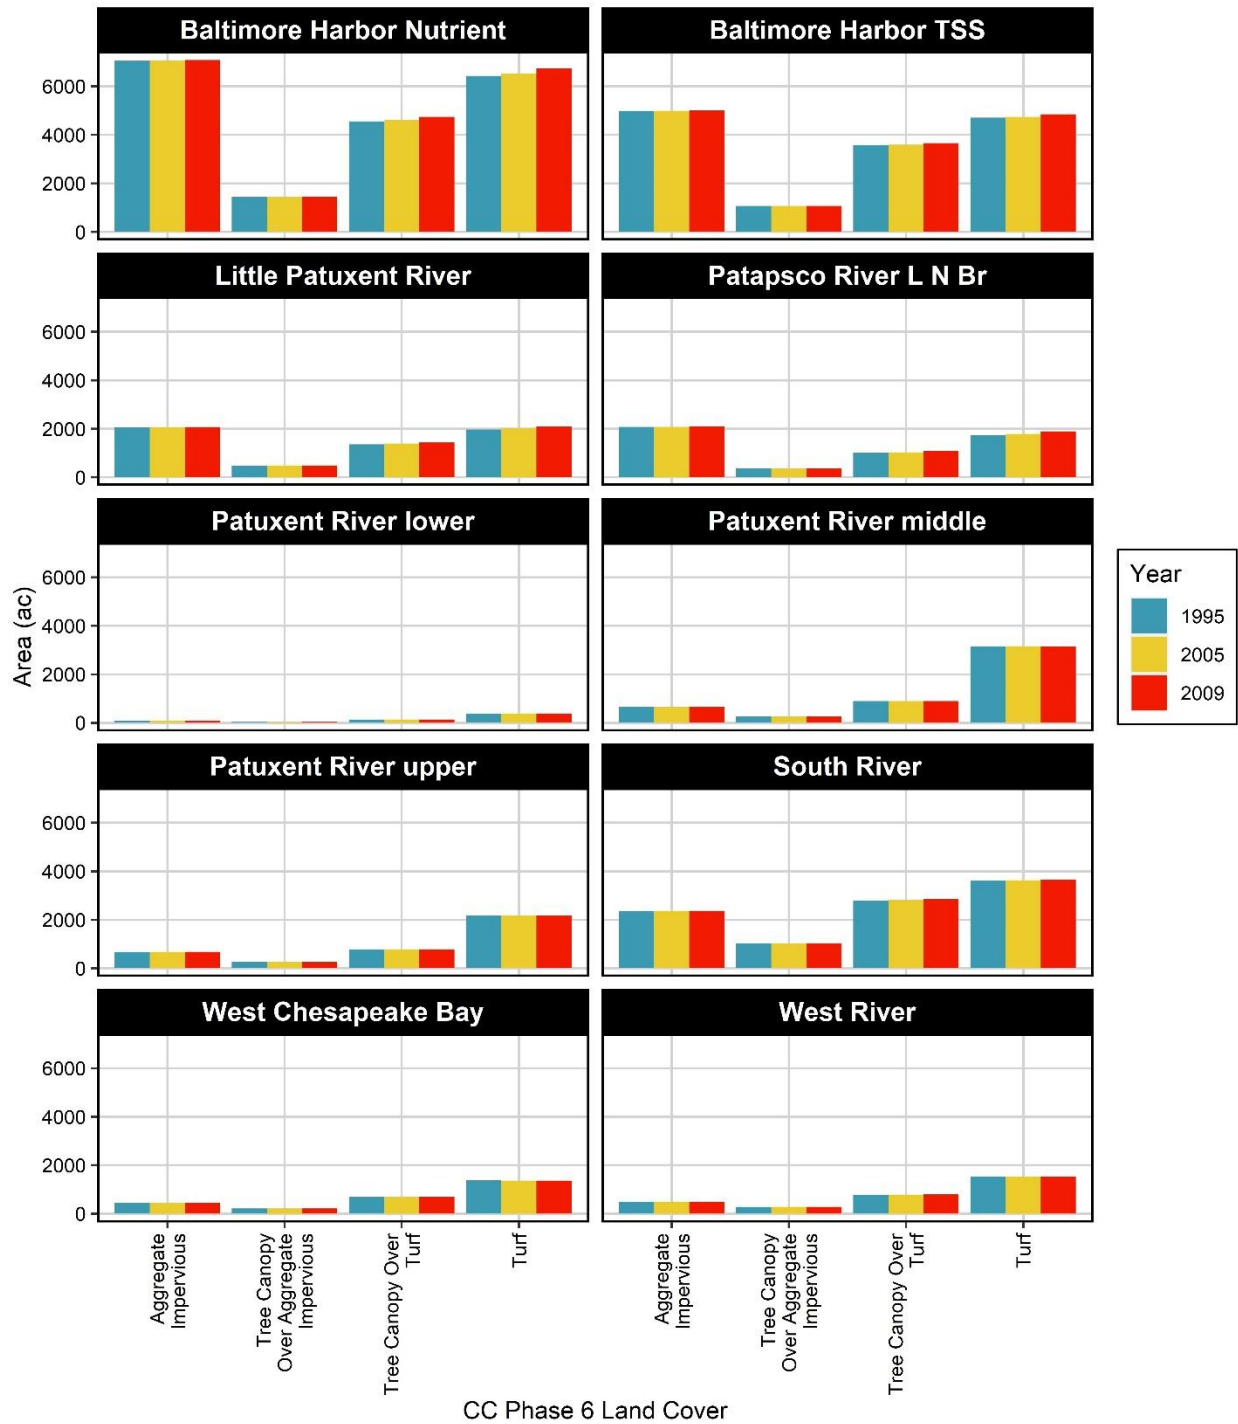 Baltimore Harbor Nutrient
Baltimore Harbor TSS
6000
4000
2000
0
Little Patuxent River
Patapsco River L N Br
6000
4000
2000
0
Patuxent River lower
Patuxent River middle
6000
4000
2000
0
Area (ac)
Year
1995
2005
2009
Patuxent River upper
South River
6000
4000
2000
0
West Chesapeake Bay
West River
6000
4000
2000
0
Aggregate
Impervious
Tree Canopy
Over Aggregate
Impervious
Tree Canopy Over
Turf
Turf
Aggregate
Impervious
Tree Canopy
Over Aggregate
Impervious
Tree Canopy Over
Turf
Turf
CC Phase 6 Land Cover